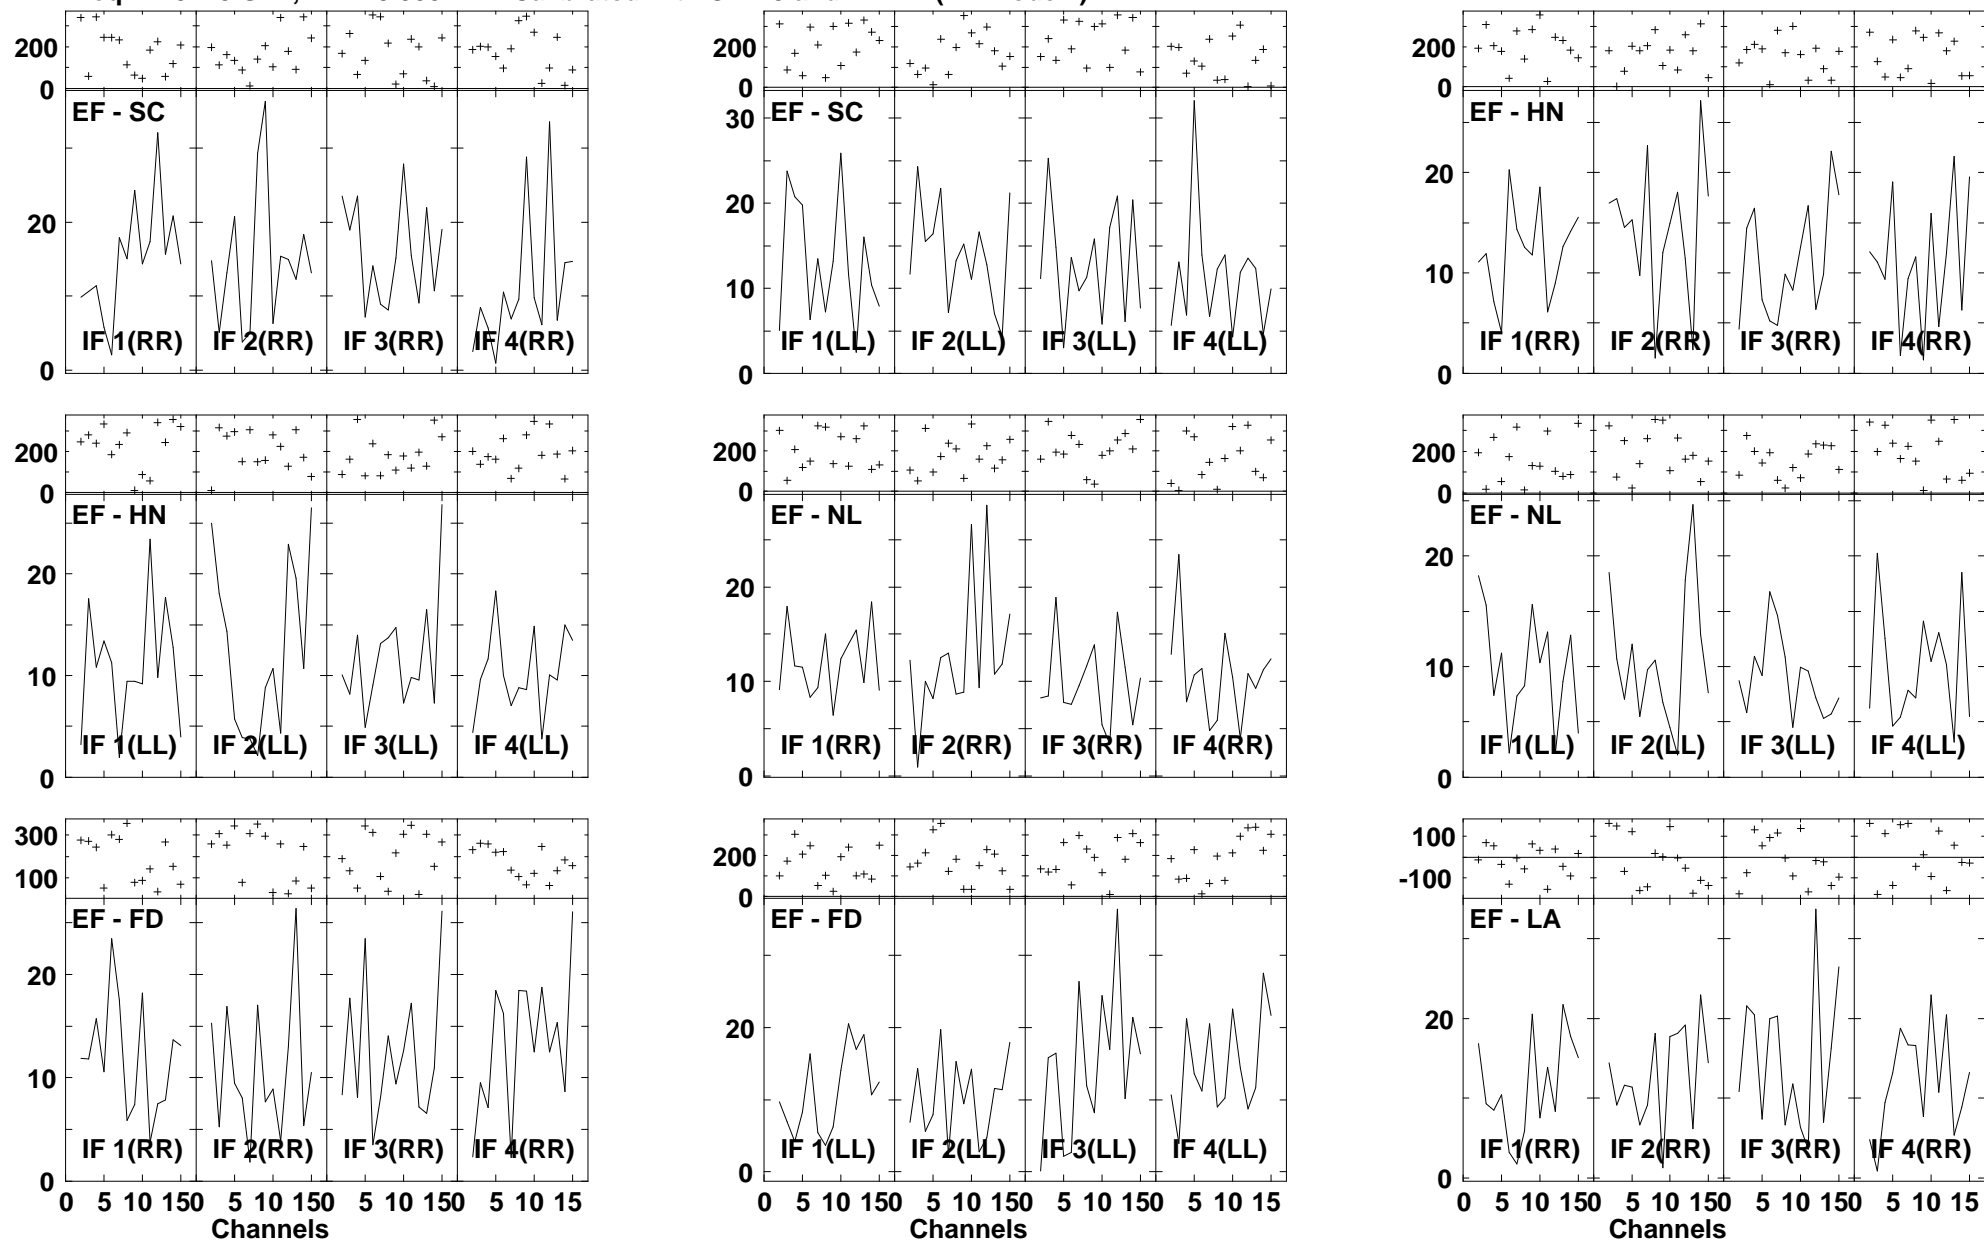 200
0
200
0
200
0
EF - SC
EF - SC
EF - HN
20
0
30
20
10
0
20
10
0
IF 1(RR) IF 2(RR) IF 3(RR) IF 4(RR)
IF 1(LL) IF 2(LL) IF 3(LL) IF 4(LL)
IF 1(RR) IF 2(RR) IF 3(RR) IF 4(RR)
200
0
200
0
200
0
EF - HN
EF - NL
EF - NL
20
10
0
20
10
0
20
10
0
IF 1(LL) IF 2(LL) IF 3(LL) IF 4(LL)
IF 1(RR) IF 2(RR) IF 3(RR) IF 4(RR)
IF 1(LL) IF 2(LL) IF 3(LL) IF 4(LL)
300
100
200
0
100
-100
EF - FD
EF - FD
EF - LA
20
10
0
20
0
20
0
IF 1(RR) IF 2(RR) IF 3(RR) IF 4(RR)
IF 1(LL) IF 2(LL) IF 3(LL) IF 4(LL)
IF 1(RR) IF 2(RR) IF 3(RR) IF 4(RR)
0 5 10 150 5 10 150 5 10 150 5 10 15
0 5 10 150 5 10 150 5 10 150 5 10 15
0 5 10 150 5 10 150 5 10 150 5 10 15
Channels
Channels
Channels